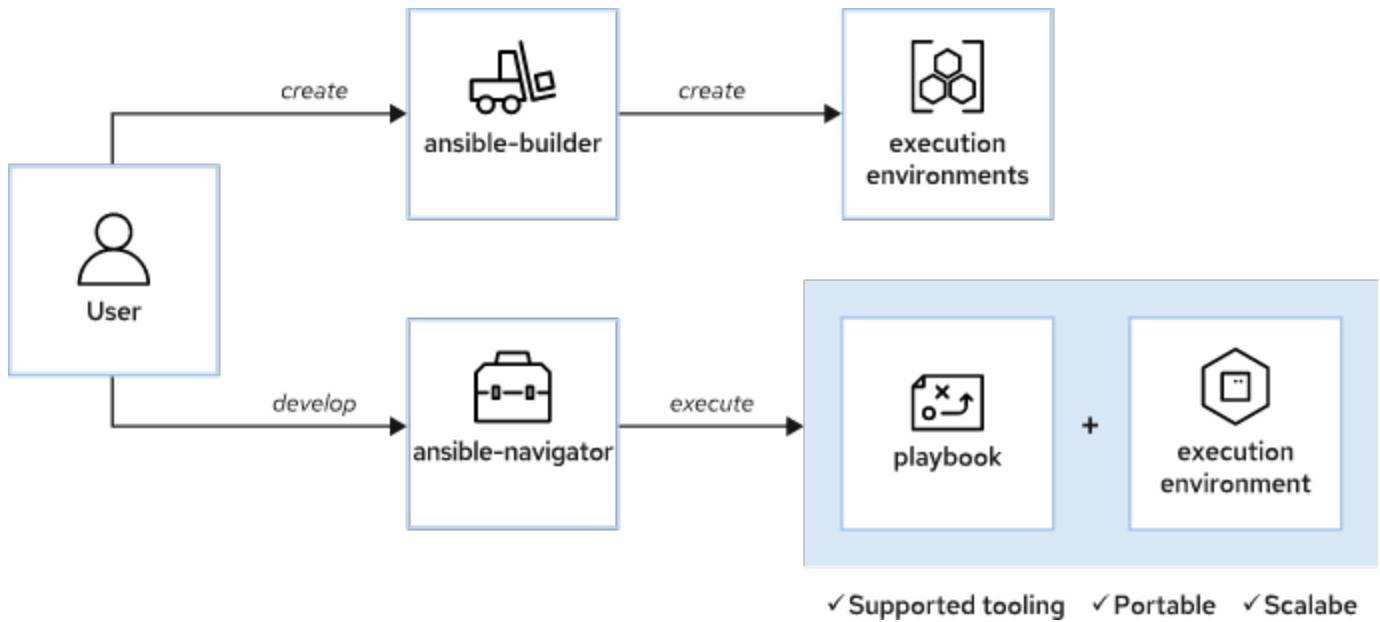 create
create
ansible-builder
execution
environments
User
develop
execute
ansible-navigator
playbook
+
execution
environment
✓Supported tooling ✓Portable ✓Scalabe